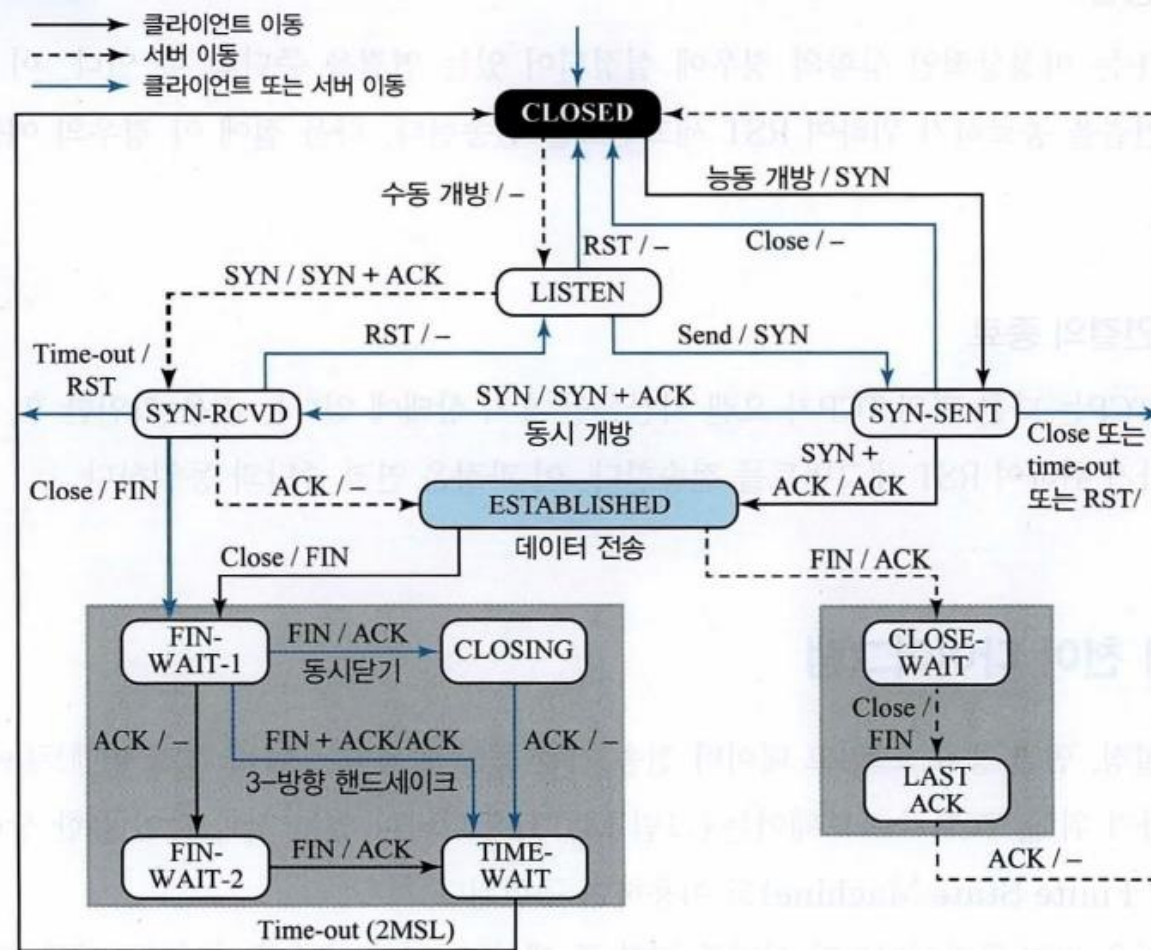 클라이언트 이동
서버 이동
클라이언트 또는 서버 이동
CLOSED
수동 개방 / –
능동 개방 / SYN
RST / –
Close / –
SYN / SYN + ACK
LISTEN
Time-out /
RST
RST / –
Send / SYN
SYN-RCVD
SYN / SYN + ACK
동시 개방
SYN-SENT
Close 또는
time-out
또는 RST/
Close / FIN
ACK / –
SYN +
ACK / ACK
ESTABLISHED
데이터 전송
Close / FIN
FIN / ACK
FIN-
WAIT-1
FIN / ACK
동시닫기
CLOSING
CLOSE-
WAIT
ACK / –
FIN + ACK/ACK
3–방향 핸드세이크
ACK / –
Close /
FIN
LAST
ACK
FIN-
WAIT-2
FIN / ACK
TIME-
WAIT
ACK / –
Time-out (2MSL)